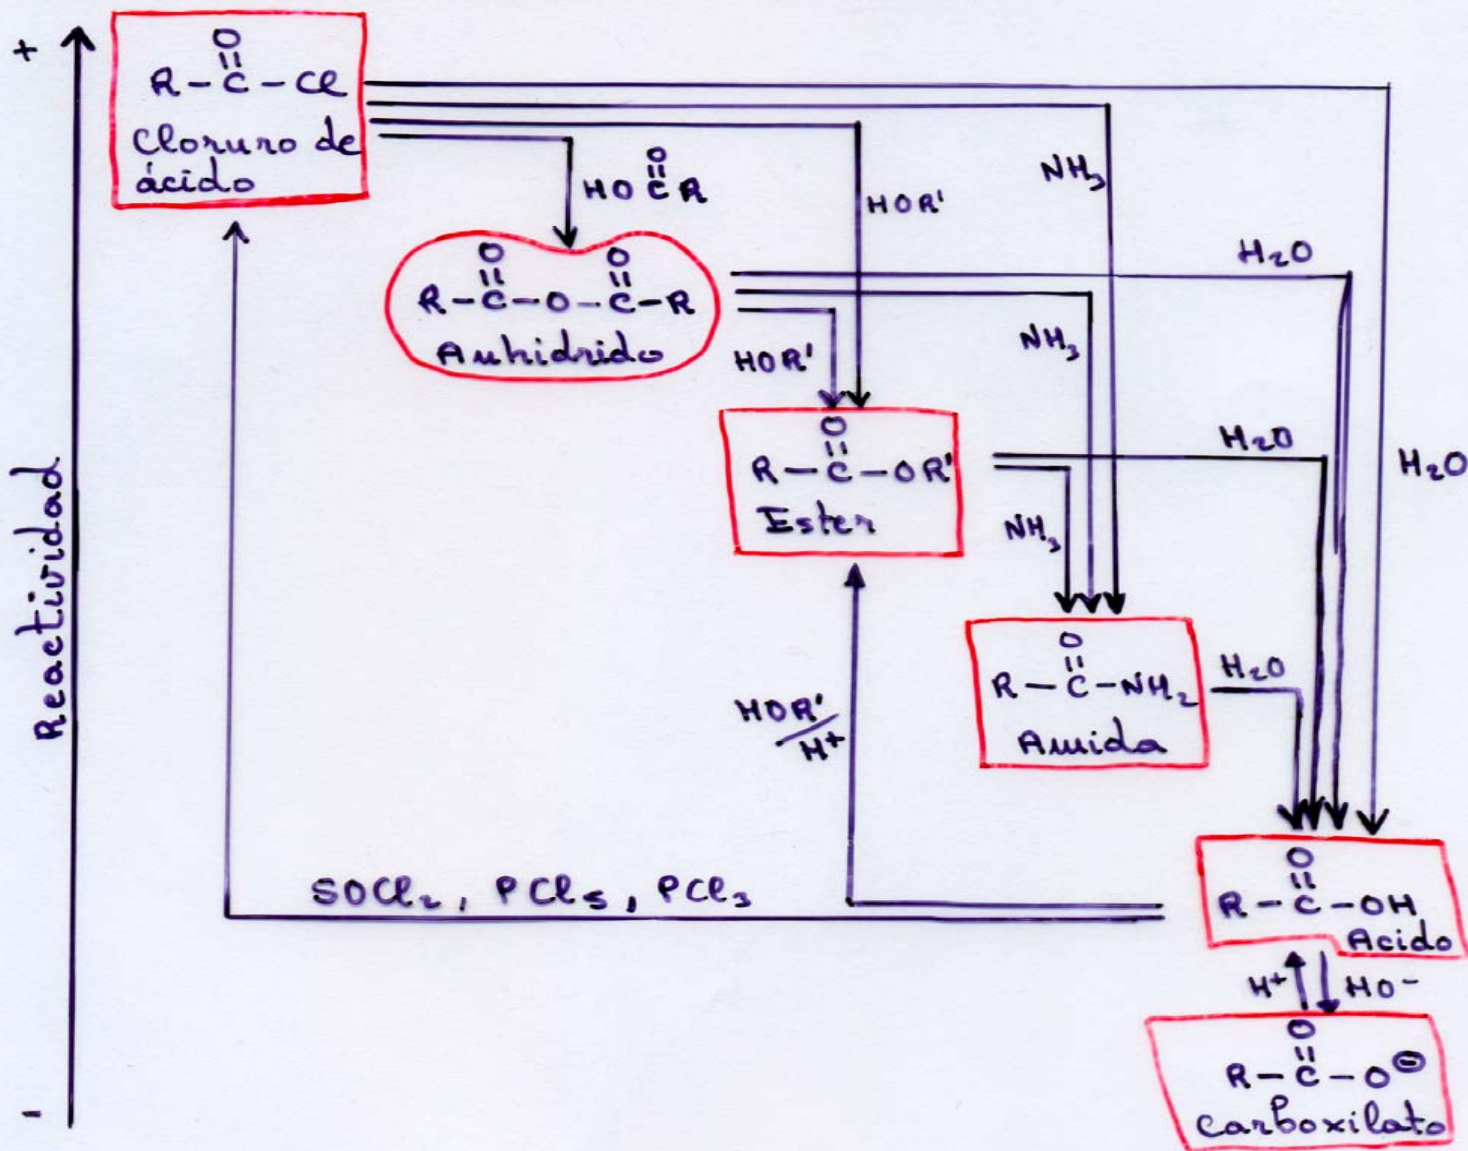 +
O
R-C-Cl
Cloruro de
ácido
HO C R
O
HOR'
NH₃
O O
R-C-O-C-R
Anhidrido
HOR'
NH₃
H₂O
H₂O
O
R-C-OR'
Ester
NH₃
H₂O
Reactividad
O
R-C-NH₂
Amida
H₂O
HOR'
H⁺
SOCl₂, PCl₅, PCl₃
O
R-C-OH
Acido
H⁺ HO⁻
O
R-C-O⊖
Carboxilato
-